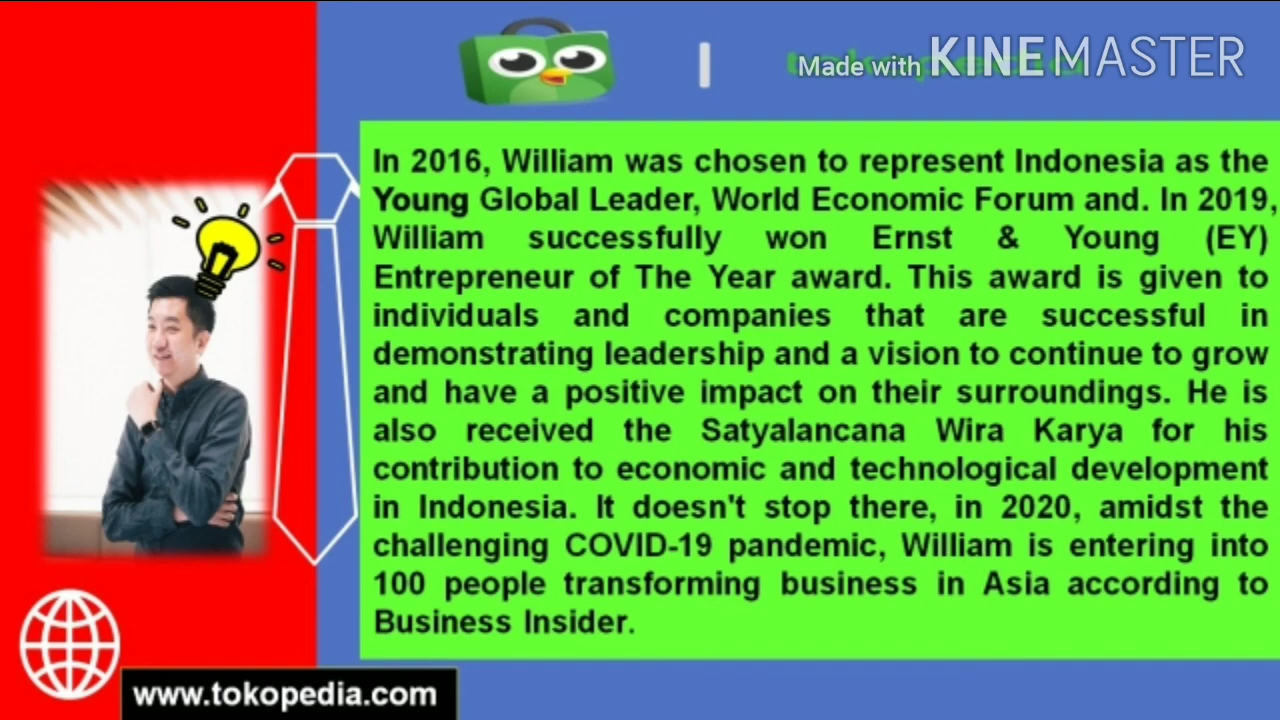 Made with KINEMASTER
In 2016, William was chosen to represent Indonesia as the
Young Global Leader, World Economic Forum and. In 2019,
William successfully won Ernst & Young (EY)
Entrepreneur of The Year award. This award is given to
individuals and companies that are successful in
demonstrating leadership and a vision to continue to grow
and have a positive impact on their surroundings. He is
also received the Satyalancana Wira Karya for his
contribution to economic and technological development
in Indonesia. It doesn't stop there, in 2020, amidst the
challenging COVID-19 pandemic, William is entering into
100 people transforming business in Asia according to
Business Insider.
www.tokopedia.com